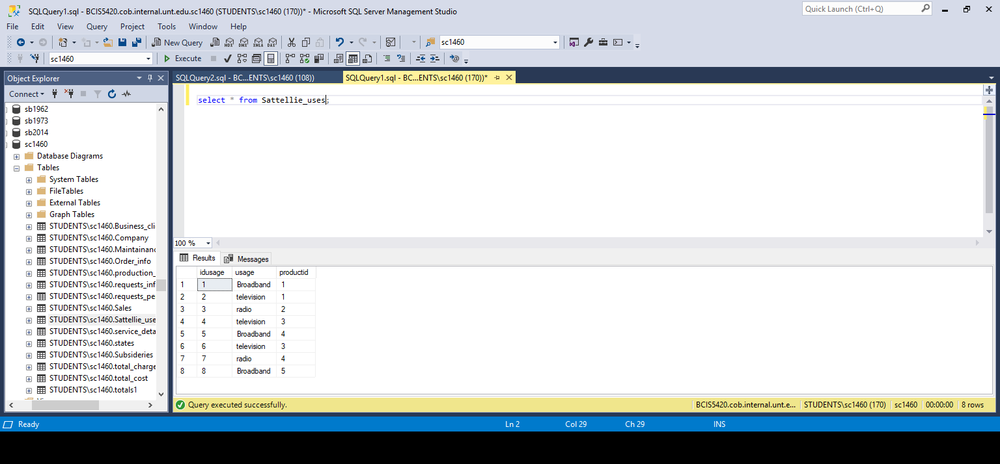 SQLQuery1.sql - BCIS5420.cob.internal.unt.edu.sc1460 (STUDENTS\sc1460 (170))* - Microsoft SQL Server Management Studio
Quick Launch (Ctrl+Q)
File Edit View Query Project Tools Window Help
New Query MDX DMX XMLA DAX sc1460
sc1460 Execute
Object Explorer
SQLQuery2.sql - BC...ENTS\sc1460 (108))
SQLQuery1.sql - BC...ENTS\sc1460 (170))*
Connect
sb1962
sb1973
sb2014
sc1460
Database Diagrams
Tables
System Tables
FileTables
External Tables
Graph Tables
STUDENTS\sc1460.Business_cli
STUDENTS\sc1460.Company
STUDENTS\sc1460.Maintainanc
STUDENTS\sc1460.Order_info
STUDENTS\sc1460.production_
STUDENTS\sc1460.requests_inf
STUDENTS\sc1460.requests_pe
STUDENTS\sc1460.Sales
STUDENTS\sc1460.Sattellie_use
STUDENTS\sc1460.service_deta
STUDENTS\sc1460.states
STUDENTS\sc1460.Subsideries
STUDENTS\sc1460.total_charge
STUDENTS\sc1460.total_cost
STUDENTS\sc1460.totals1
select * from Sattellie_uses;
100 %
Results Messages
idusage usage productid
1 1 Broadband 1
2 2 television 1
3 3 radio 2
4 4 television 3
5 5 Broadband 4
6 6 television 3
7 7 radio 4
8 8 Broadband 5
Query executed successfully.
BCIS5420.cob.internal.unt.e... STUDENTS\sc1460 (170) sc1460 00:00:00 8 rows
Ready Ln 2 Col 29 Ch 29 INS